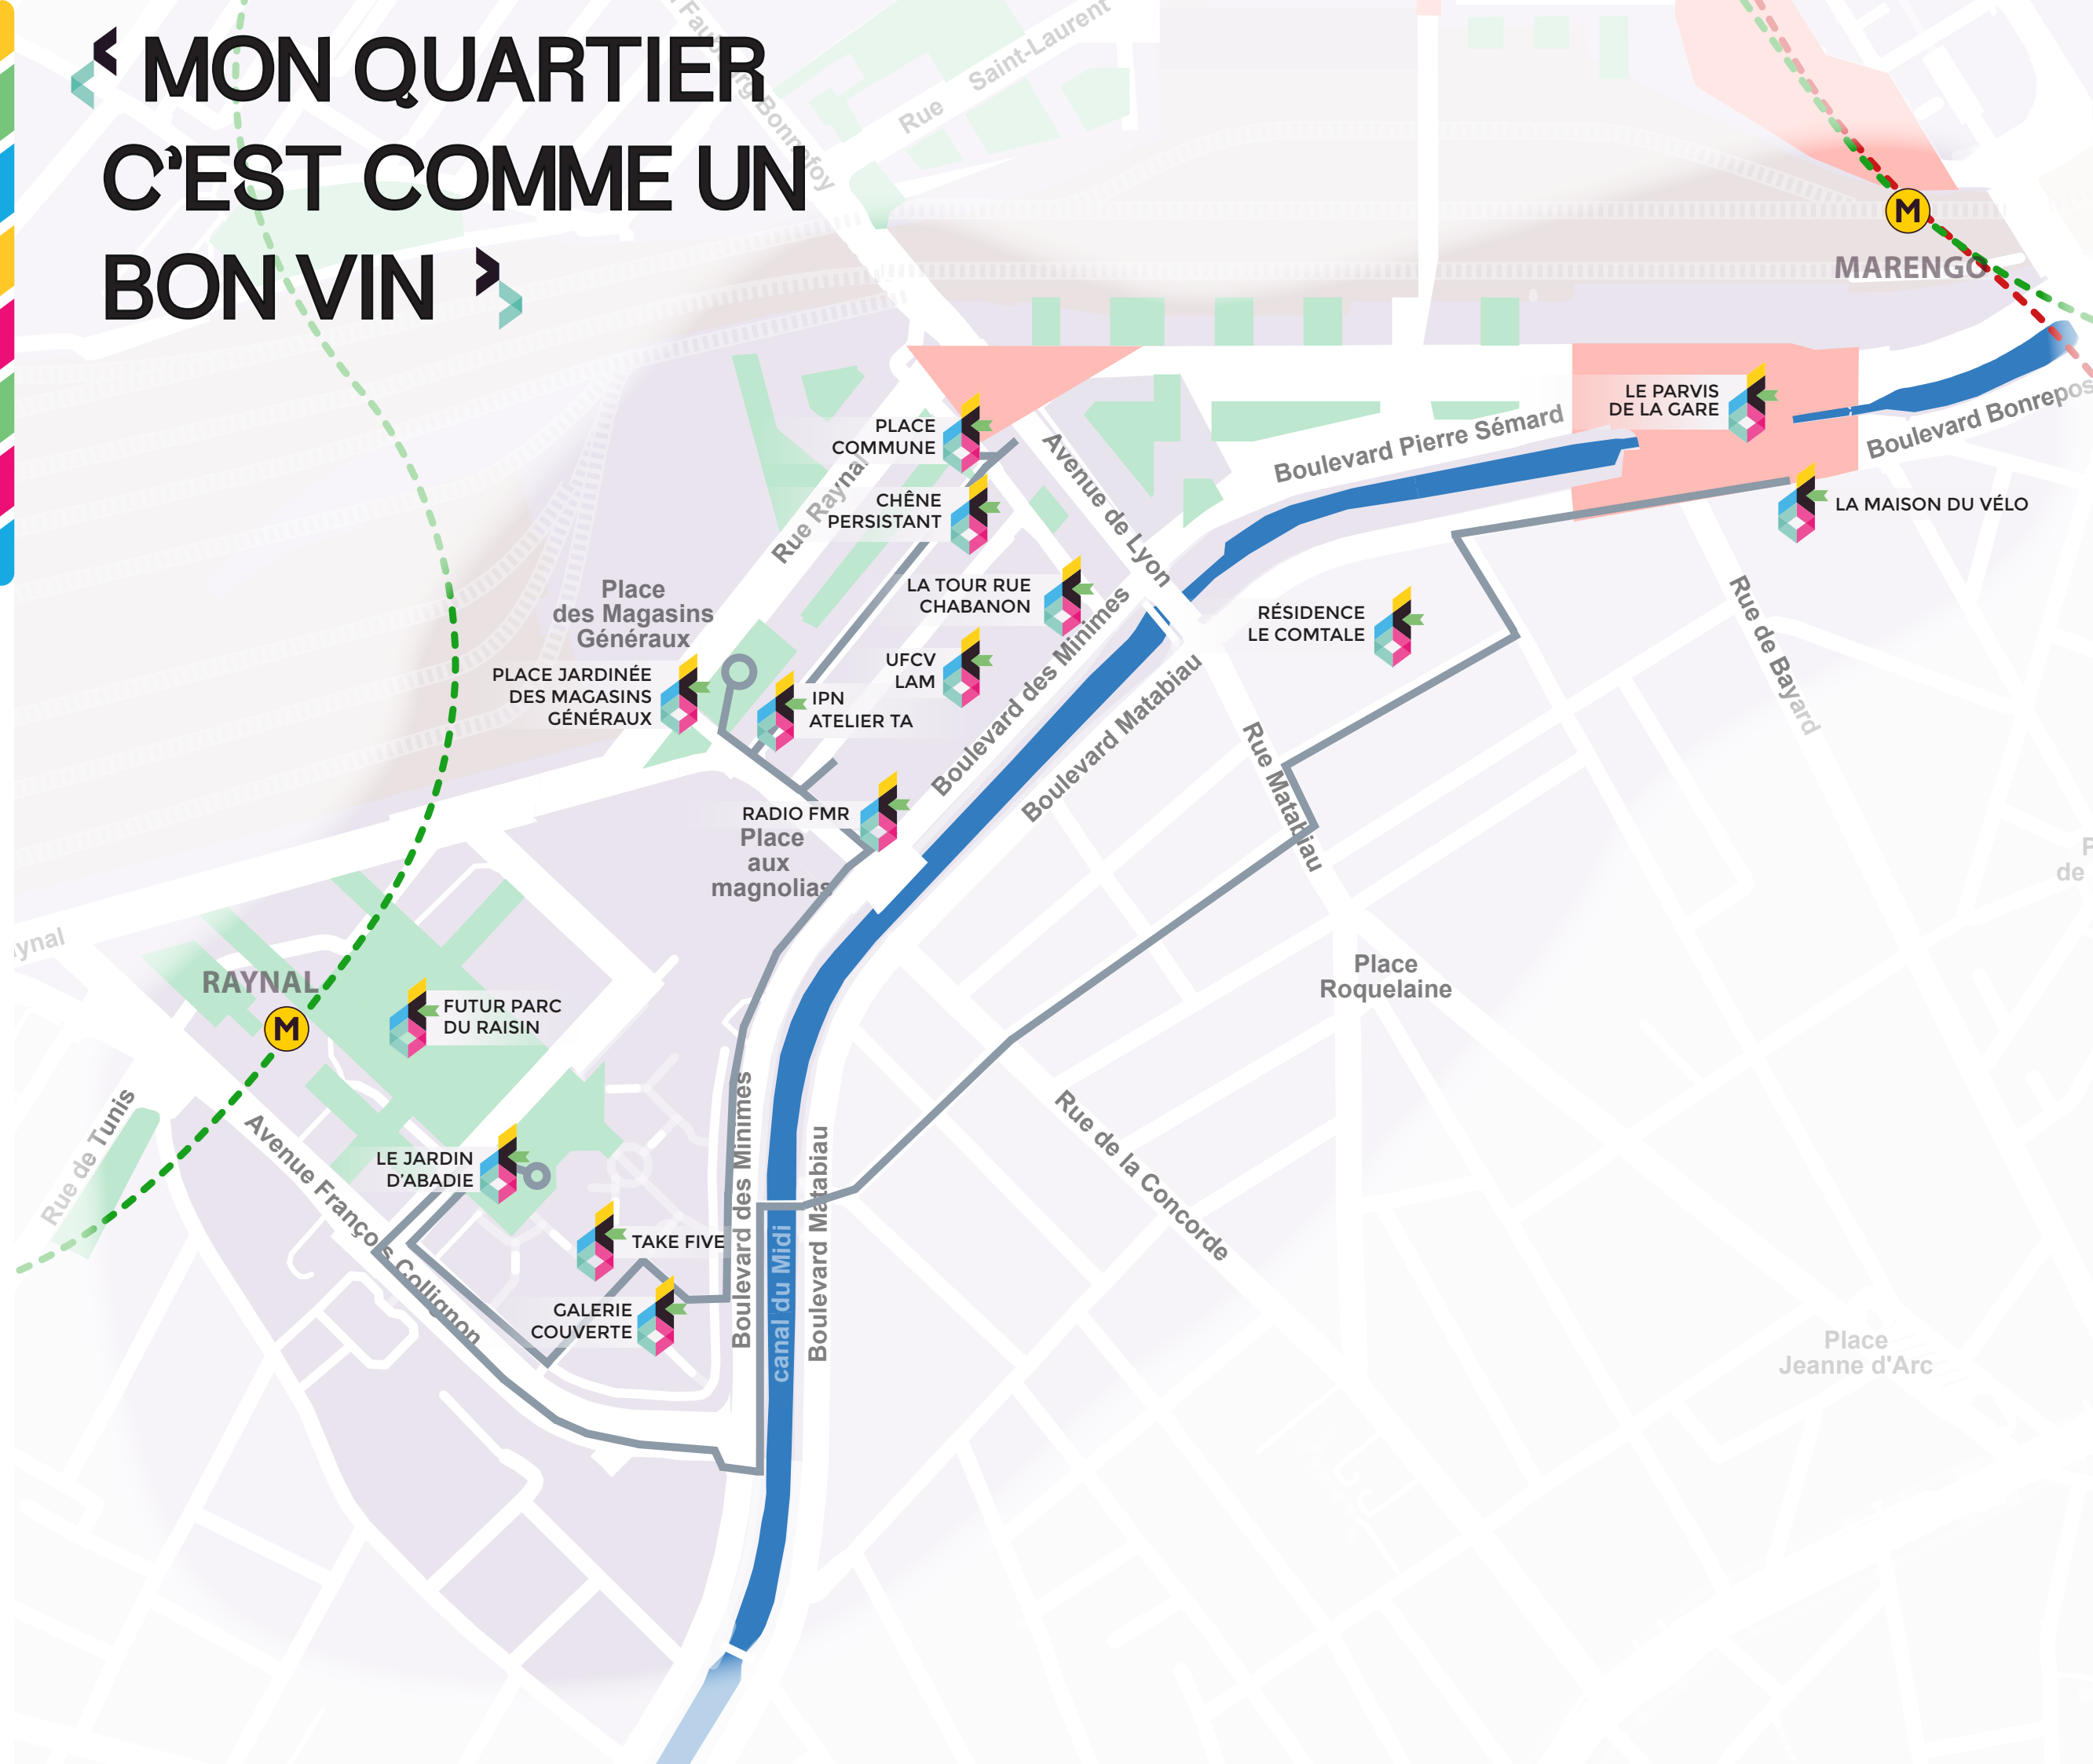 ‹ MON QUARTIER
C'EST COMME UN
BON VIN ›
Faubourg Bonnefoy
Rue Saint-Laurent
M
MARENGO
LE PARVIS
DE LA GARE
Boulevard Bonrepos
PLACE
COMMUNE
Avenue de Lyon
Boulevard Pierre Sémard
Rue Raynal
CHÊNE
PERSISTANT
LA MAISON DU VÉLO
Place
des Magasins
Généraux
LA TOUR RUE
CHABANON
RÉSIDENCE
LE COMTALE
Rue de Bayard
PLACE JARDINÉE
DES MAGASINS
GÉNÉRAUX
UFCV
LAM
IPN
ATELIER TA
Boulevard des Minimes
Boulevard Matabiau
Rue Matabiau
RADIO FMR
Place
aux
magnolias
P
de
ynal
RAYNAL
M
FUTUR PARC
DU RAISIN
Place
Roquelaine
Rue de Tunis
Avenue François Collignon
LE JARDIN
D'ABADIE
Boulevard des Minimes
canal du Midi
Boulevard Matabiau
Rue de la Concorde
TAKE FIVE
GALERIE
COUVERTE
Place
Jeanne d'Arc